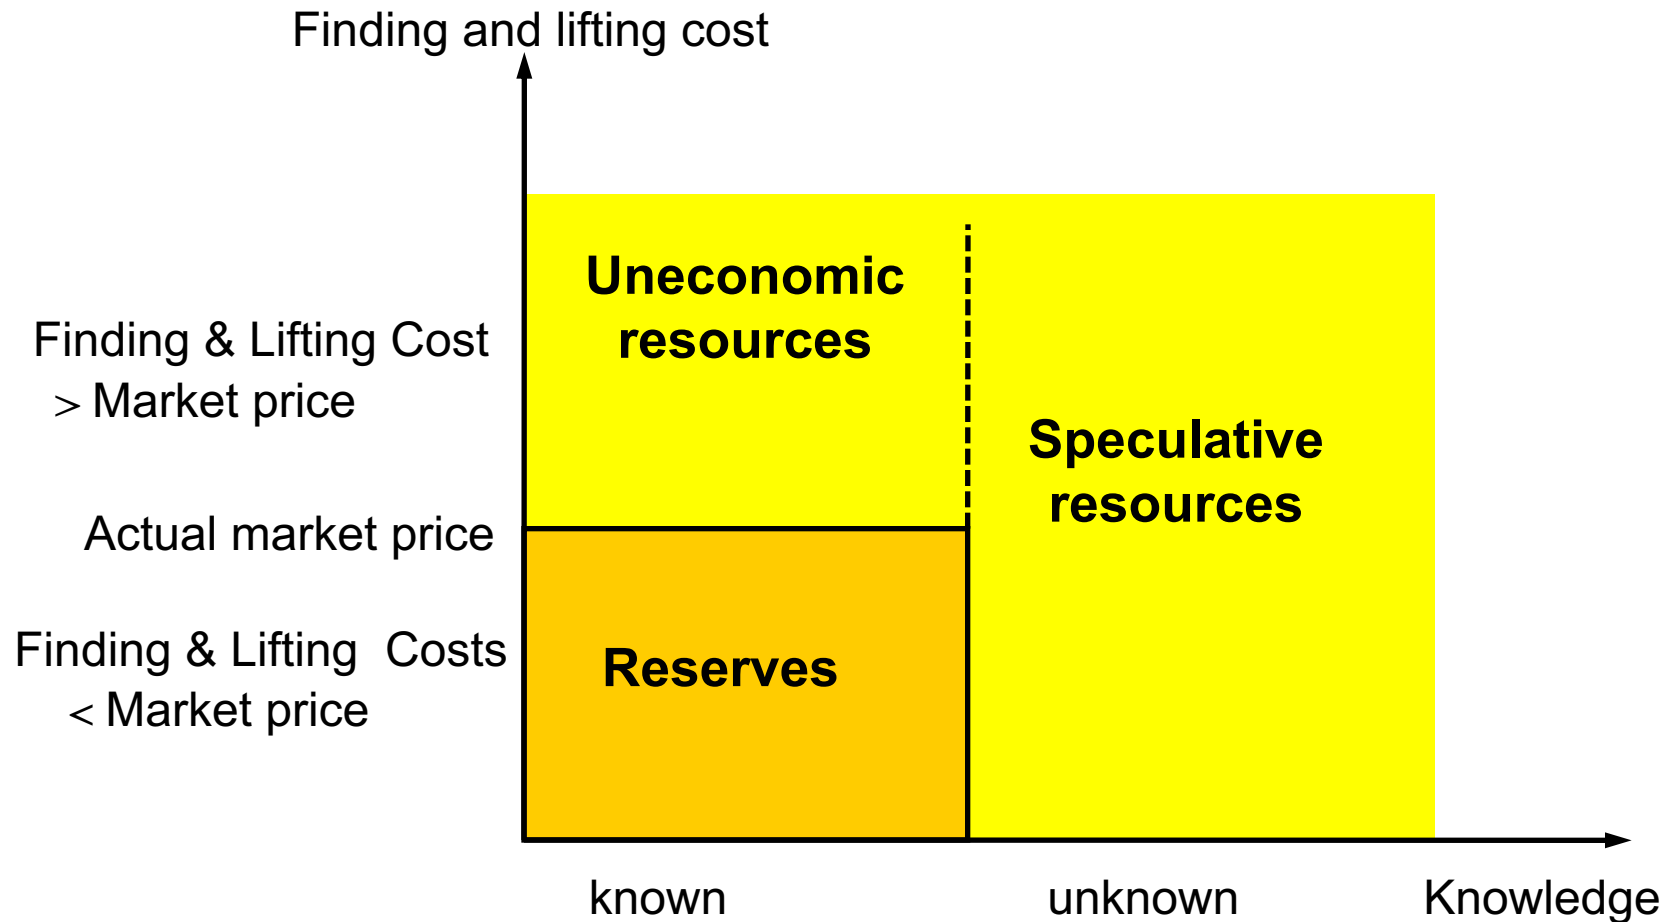 Finding and lifting cost
Uneconomic
resources
Finding & Lifting Cost
> Market price
Speculative
resources
Actual market price
Finding & Lifting  Costs
< Market price
Reserves
known
unknown
Knowledge